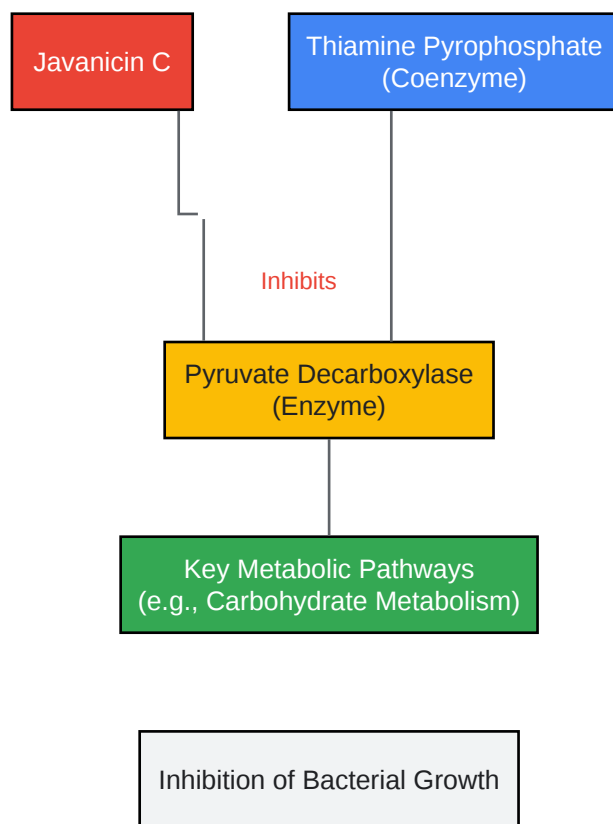 Javanicin C
Thiamine Pyrophosphate
(Coenzyme)
Inhibits
Pyruvate Decarboxylase
(Enzyme)
Key Metabolic Pathways
(e.g., Carbohydrate Metabolism)
Inhibition of Bacterial Growth